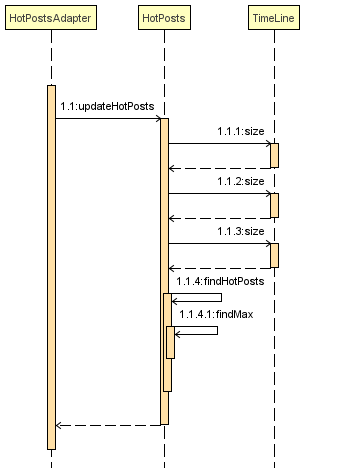 HotPostsAdapter
HotPosts
TimeLine
1.1:updateHotPosts
1.1.1:size
1.1.2:size
1.1.3:size
1.1.4:findHotPosts
1.1.4.1:findMax